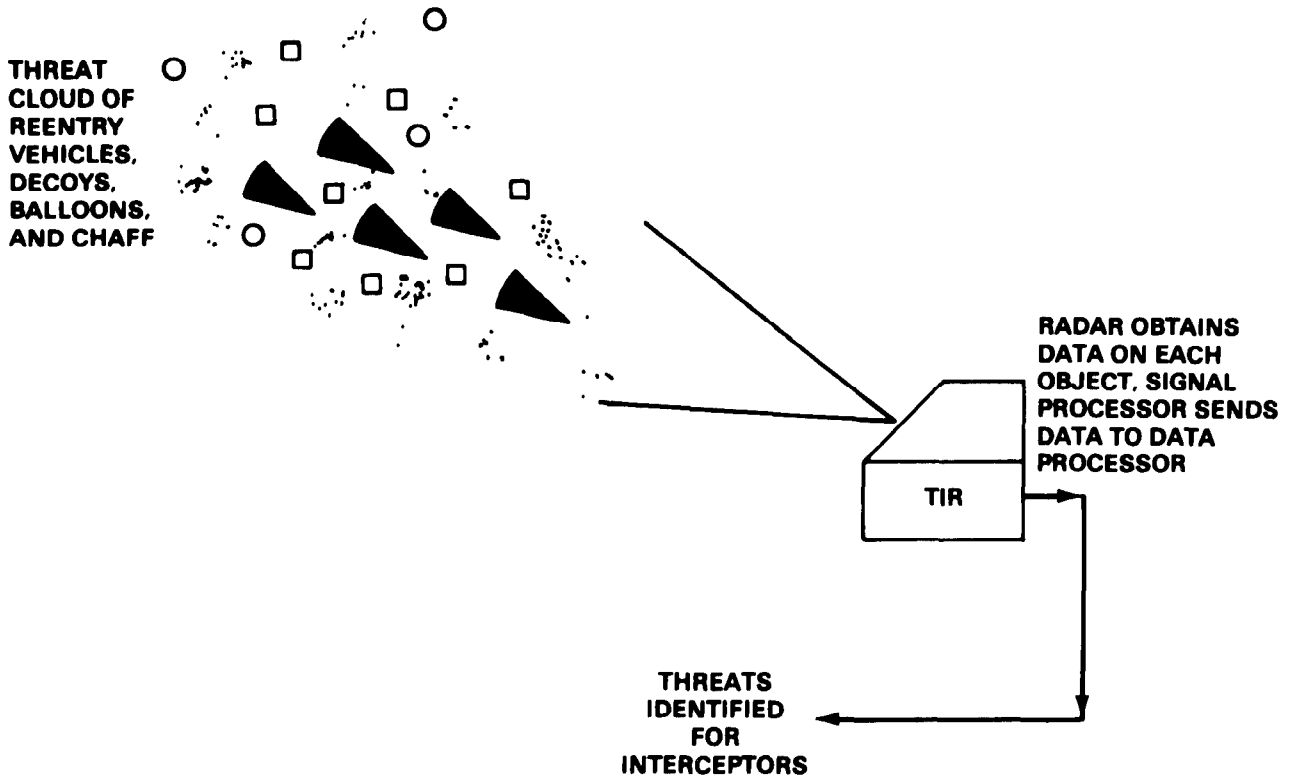 THREAT
CLOUD OF
REENTRY
VEHICLES,
DECOYS,
BALLOONS,
AND CHAFF
RADAR OBTAINS
DATA ON EACH
OBJECT, SIGNAL
PROCESSOR SENDS
DATA TO DATA
PROCESSOR
TIR
THREATS
IDENTIFIED
FOR
INTERCEPTORS